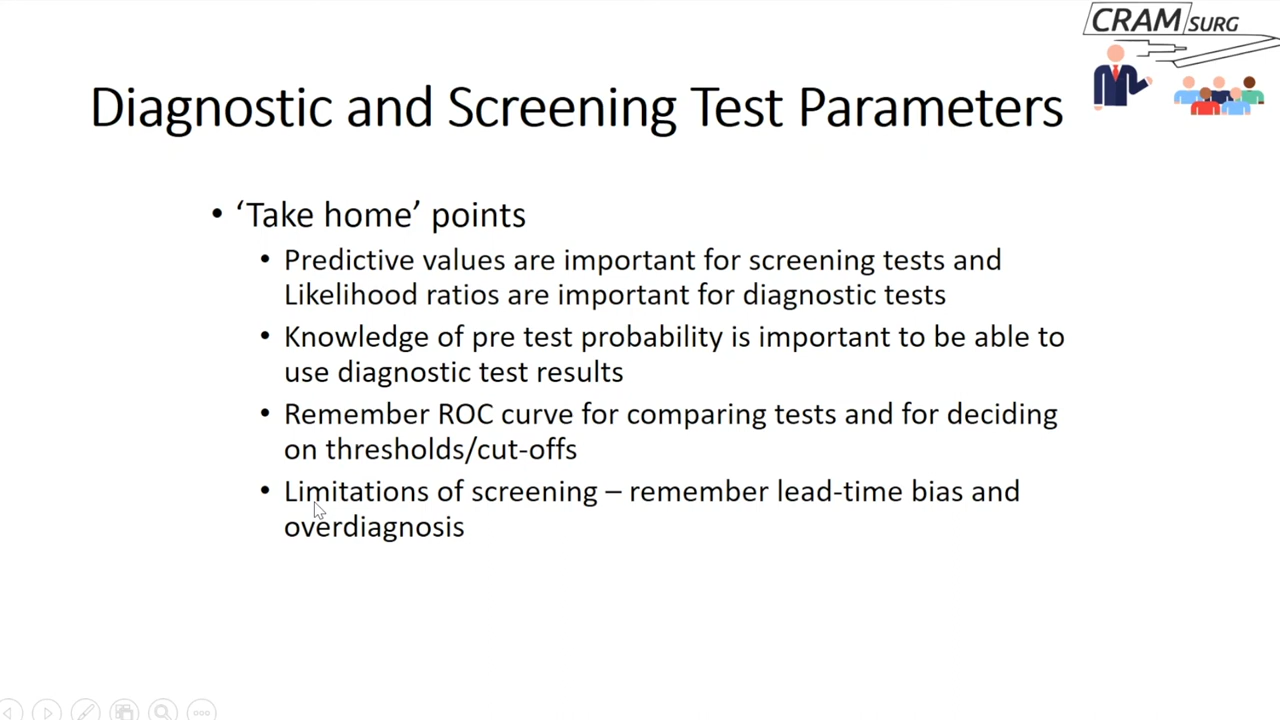 CRAM SURG
Diagnostic and Screening Test Parameters
• ‘Take home’ points
• Predictive values are important for screening tests and
Likelihood ratios are important for diagnostic tests
• Knowledge of pre test probability is important to be able to
use diagnostic test results
• Remember ROC curve for comparing tests and for deciding
on thresholds/cut-offs
• Limitations of screening – remember lead-time bias and
overdiagnosis